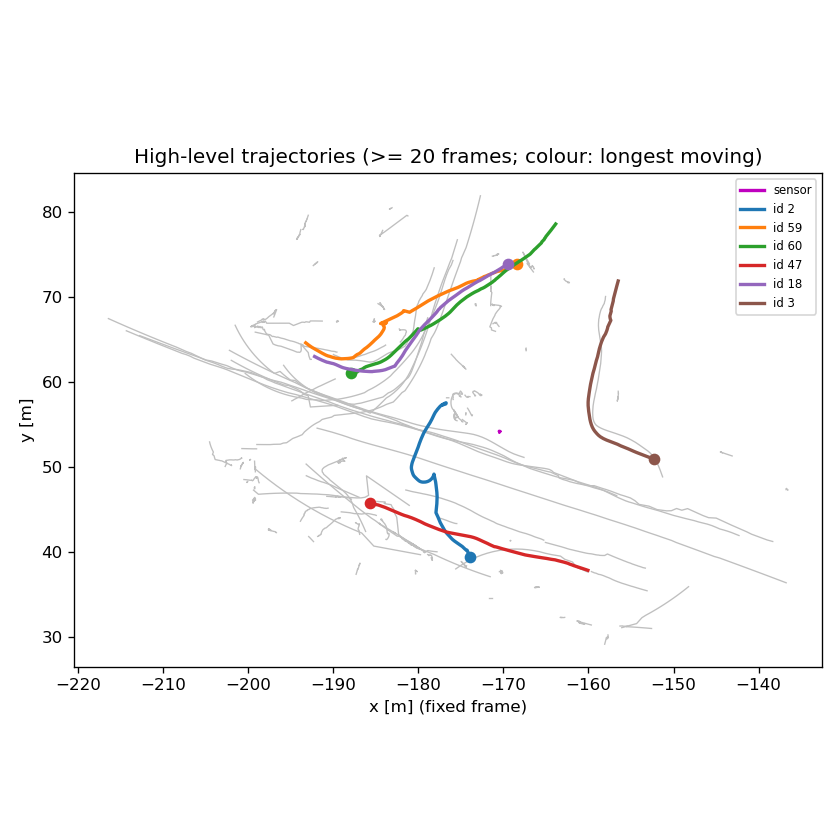 High-level trajectories (>= 20 frames; colour: longest moving)
sensor
id 2
id 59
id 60
id 47
id 18
id 3
80
70
60
50
40
30
y [m]
−220 −210 −200 −190 −180 −170 −160 −150 −140
x [m] (fixed frame)